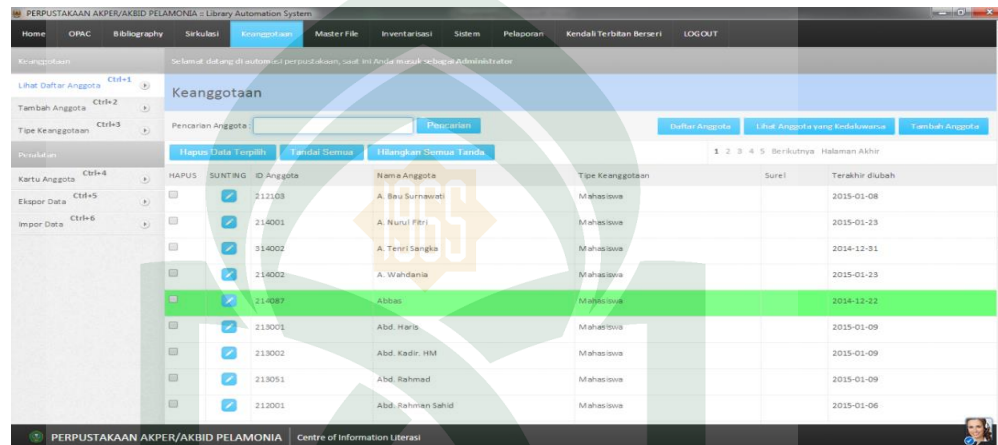 PERPUSTAKAAN AKPER/AKBID PELAMONIA :: Library Automation System
Home OPAC Bibliography Sirkulasi Keanggotaan Master File Inventarisasi Sistem Pelaporan Kendali Terbitan Berseri LOGOUT
Keanggotaan Selamat datang di automasi perpustakaan, saat ini Anda masuk sebagai Administrator
Lihat Daftar Anggota Ctrl+1
Keanggotaan
Tambah Anggota Ctrl+2
Tipe Keanggotaan Ctrl+3
Pencarian Anggota : Pencarian Daftar Anggota Lihat Anggota yang Kedaluwarsa Tambah Anggota
Peralatan
Hapus Data Terpilih Tandai Semua Hilangkan Semua Tanda 1 2 3 4 5 Berikutnya Halaman Akhir
Kartu Anggota Ctrl+4
Ekspor Data Ctrl+5
Impor Data Ctrl+6
HAPUS SUNTING ID Anggota Nama Anggota Tipe Keanggotaan Surel Terakhir diubah
212103 A. Bau Surnawati Mahasiswa 2015-01-08
214001 A. Nurul Fitri Mahasiswa 2015-01-23
314002 A. Tenri Sangka Mahasiswa 2014-12-31
214002 A. Wahdania Mahasiswa 2015-01-23
214087 Abbas Mahasiswa 2014-12-22
213001 Abd. Haris Mahasiswa 2015-01-09
213002 Abd. Kadir. HM Mahasiswa 2015-01-09
213051 Abd. Rahmad Mahasiswa 2015-01-09
212001 Abd. Rahman Sahid Mahasiswa 2015-01-06
1965
PERPUSTAKAAN AKPER/AKBID PELAMONIA Centre of Information Literasi